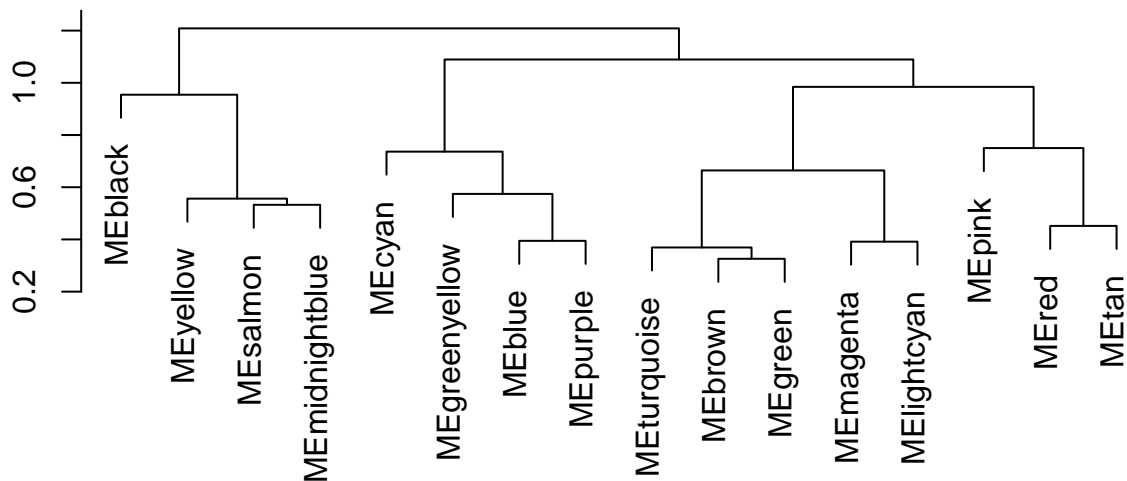 1.0
0.6
0.2
MEblack
MEyellow
MEsalmon
MEmidnightblue
MEcyan
MEgreenyellow
MEblue
MEpurple
MEturquoise
MEbrown
MEgreen
MEmagenta
MElightcyan
MEpink
MEred
MEtan